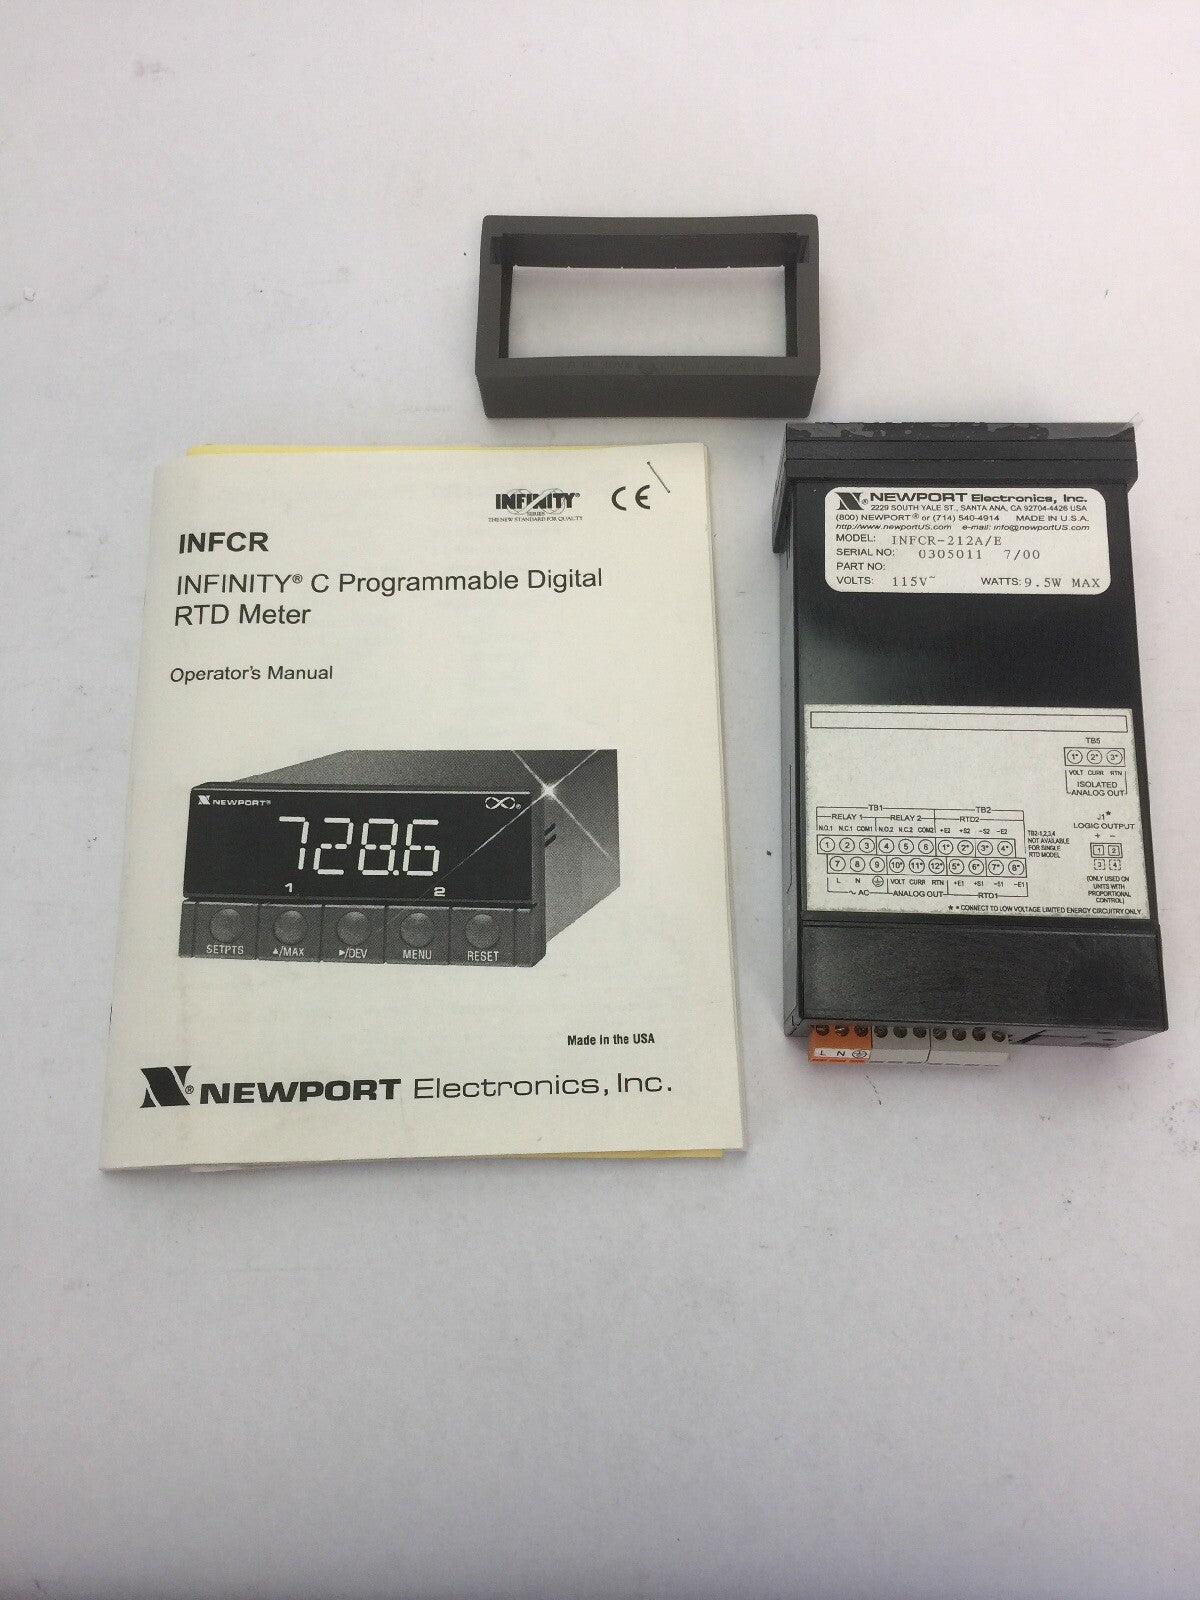 INFINITY®
SERIES
THE NEW STANDARD FOR QUALITY
CE
INFCR
INFINITY® C Programmable Digital
RTD Meter
Operator's Manual
NEWPORT®
728.6
1 2
SETPTS ▲/MAX ►/DEV MENU RESET
Made in the USA
N® NEWPORT Electronics, Inc.
N® NEWPORT Electronics, Inc.
2229 SOUTH YALE ST., SANTA ANA, CA 92704-4426 USA
(800) NEWPORT® or (714) 540-4914 MADE IN U.S.A.
http://www.newportUS.com e-mail: info@newportUS.com
MODEL: INFCR-212A/E
SERIAL NO: 0305011 7/00
PART NO:
VOLTS: 115V~ WATTS: 9.5W MAX
TB5
1* 2* 3*
VOLT CURR RTN
ISOLATED
ANALOG OUT
TB1 TB2
RELAY 1 RELAY 2 RTD2
N.O.1 N.C.1 COM1 N.O.2 N.C.2 COM2 +E2 +S2 -S2 -E2
1 2 3 4 5 6 1* 2* 3* 4*
7 8 9 10* 11* 12* 5* 6* 7* 8*
L N VOLT CURR RTN +E1 +S1 -S1 -E1
~ AC ANALOG OUT RTD1
TB2-1,2,3,4
NOT AVAILABLE
FOR SINGLE
RTD MODEL
J1*
LOGIC OUTPUT
+ -
1 2
3 4
(ONLY USED ON
UNITS WITH
PROPORTIONAL
CONTROL)
* * CONNECT TO LOW VOLTAGE LIMITED ENERGY CIRCUITRY ONLY
L N